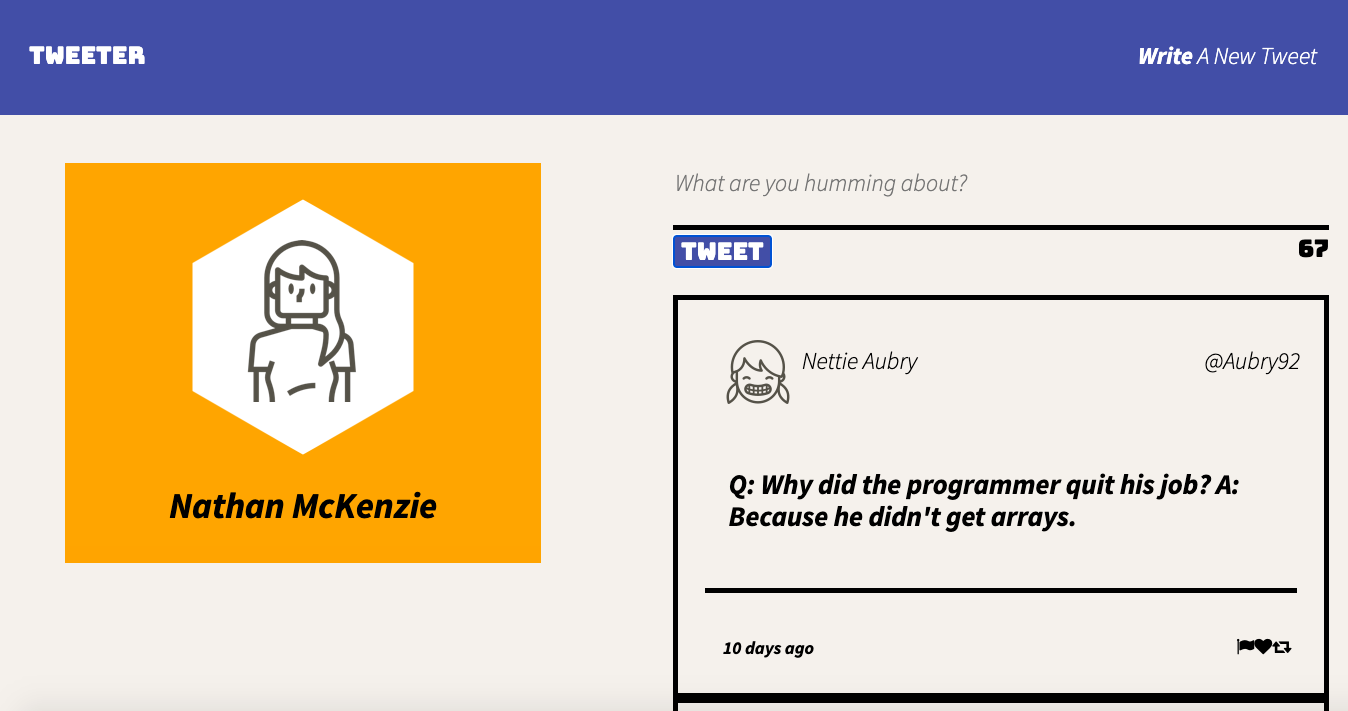 TWEETER
Write A New Tweet
Nathan McKenzie
What are you humming about?
TWEET
67
Nettie Aubry
@Aubry92
Q: Why did the programmer quit his job? A:
Because he didn't get arrays.
10 days ago